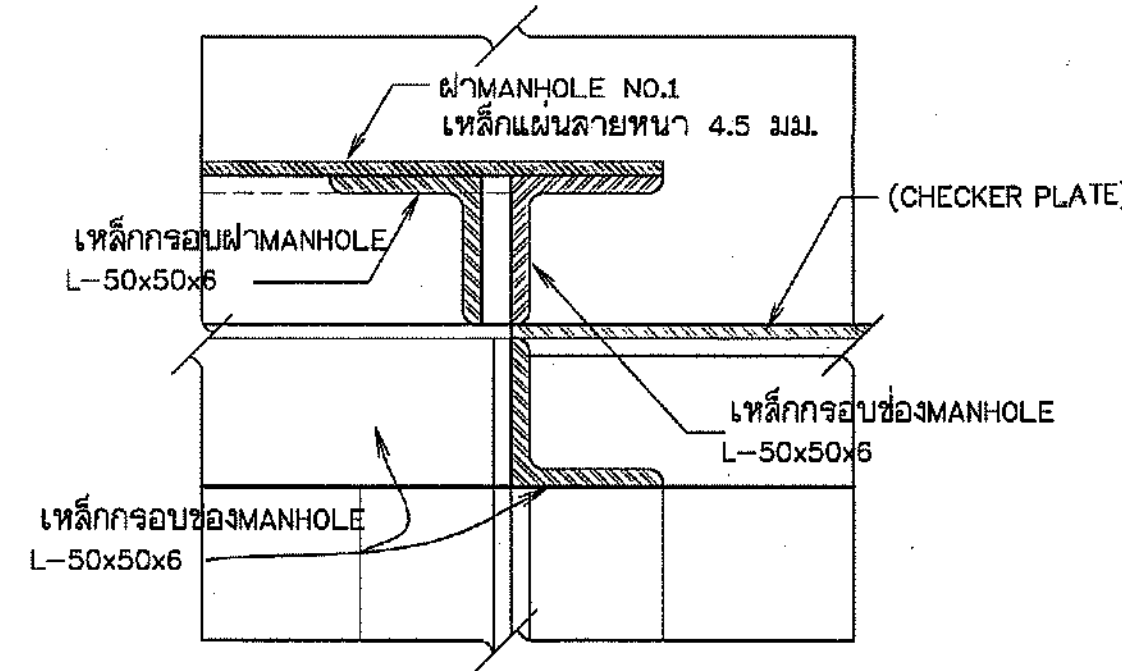 ฝาMANHOLE NO.1
เหล็กแผ่นลายหนา 4.5 มม.
(CHECKER PLATE)
เหล็กกรอบฝาMANHOLE
L-50x50x6
เหล็กกรอบช่องMANHOLE
L-50x50x6
เหล็กกรอบช่องMANHOLE
L-50x50x6